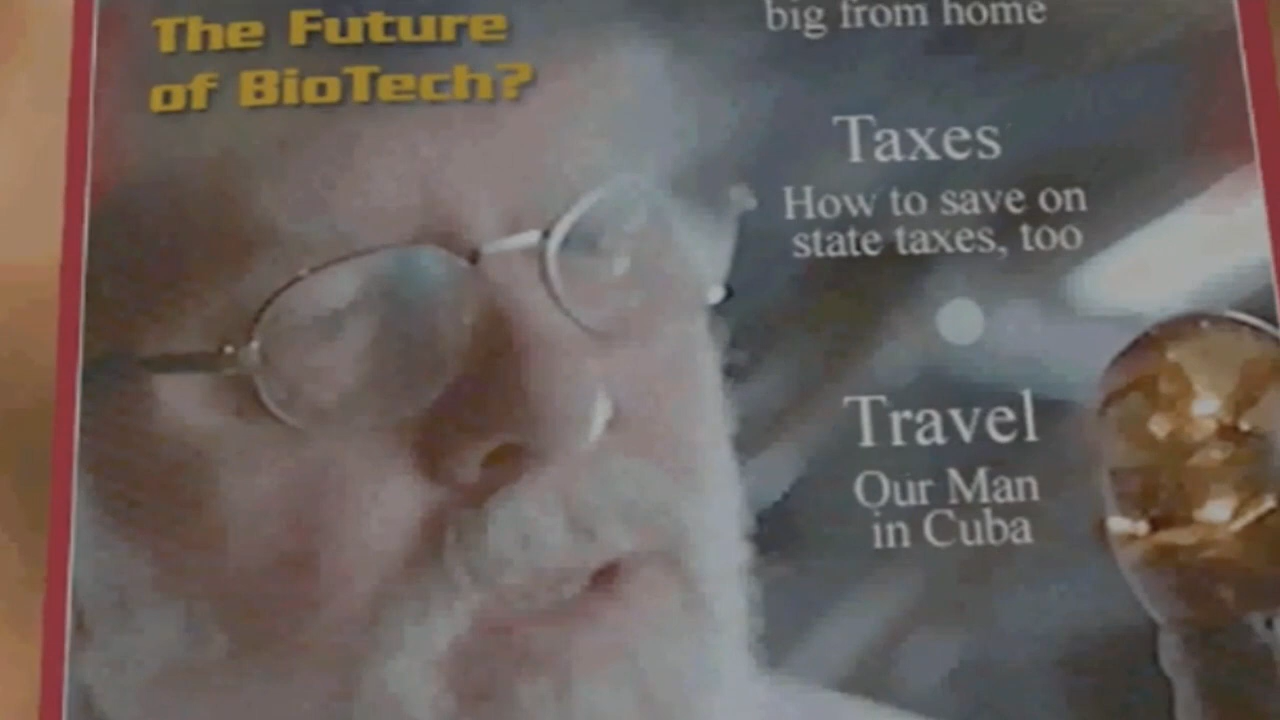 The Future
of BioTech?
big from home
Taxes
How to save on
state taxes, too
Travel
Our Man
in Cuba